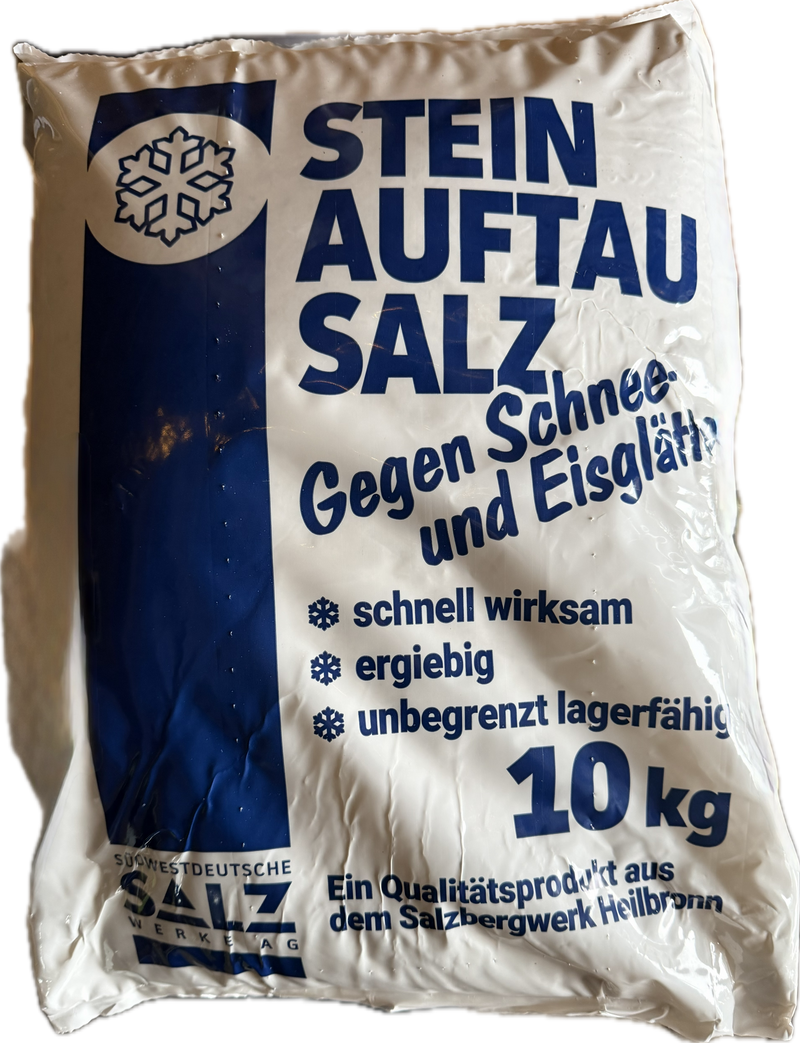 STEIN
AUFTAU
SALZ
Gegen Schnee-
und Eisglätte
schnell wirksam
ergiebig
unbegrenzt lagerfähig
10 kg
SÜDWESTDEUTSCHE
SALZ
WERKE AG
Ein Qualitätsprodukt aus
dem Salzbergwerk Heilbronn